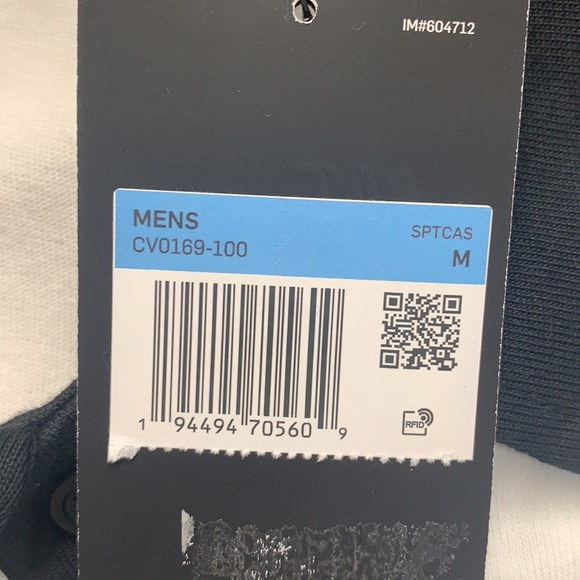 IM#604712
MENS
SPTCAS
CV0169-100
M
1 94494 70560 9
RFID